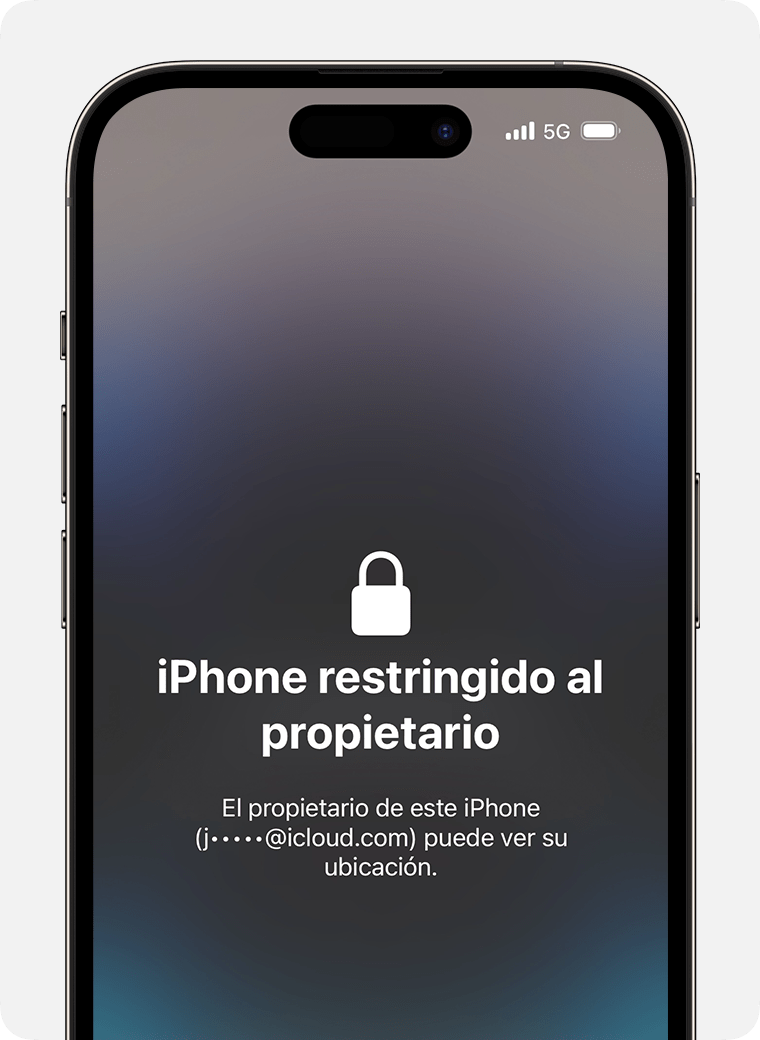 5G
iPhone restringido al
propietario
El propietario de este iPhone
(j•••••@icloud.com) puede ver su
ubicación.